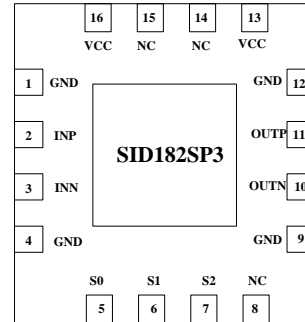 16 15 14 13
VCC NC NC VCC
1 GND GND 12
2 INP OUTP 11
SID182SP3
3 INN OUTN 10
4 GND GND 9
S0 S1 S2 NC
5 6 7 8